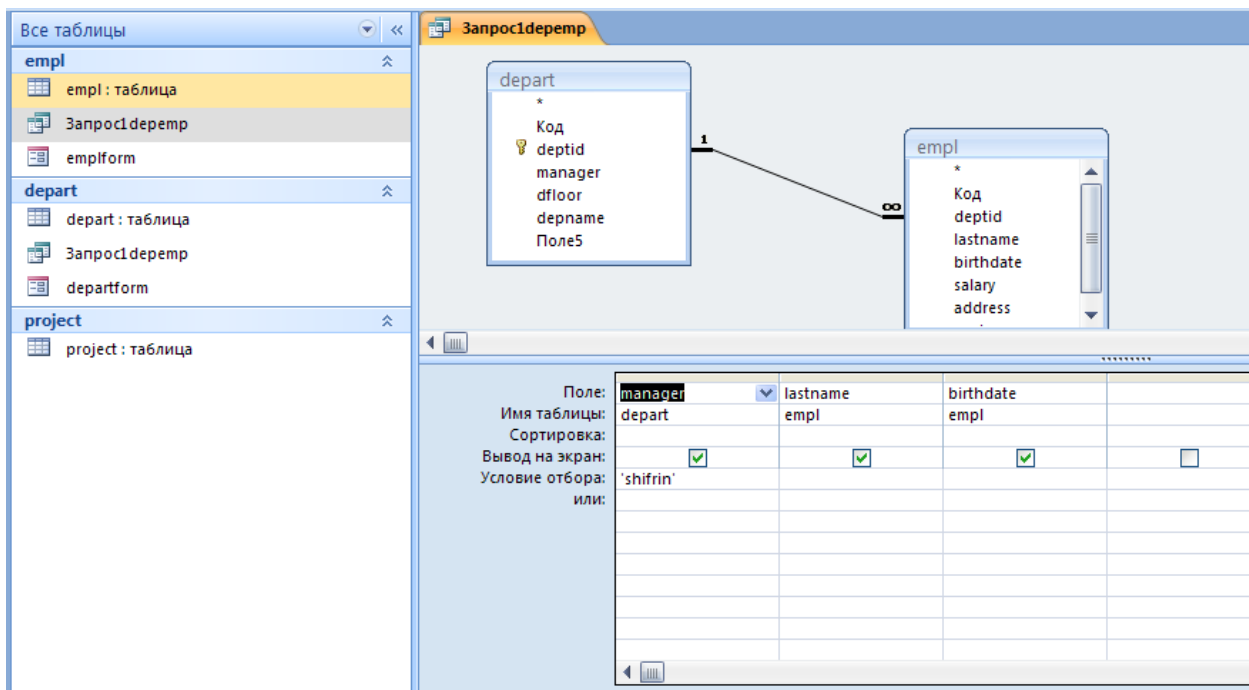 Все таблицы
empl
empl : таблица
Запрос1depemp
emplform
depart
depart : таблица
Запрос1depemp
departform
project
project : таблица
Запрос1depemp
depart
*
Код
deptid
manager
dfloor
depname
Поле5
1
∞
empl
*
Код
deptid
lastname
birthdate
salary
address
Поле: manager lastname birthdate
Имя таблицы: depart empl empl
Сортировка:
Вывод на экран:
Условие отбора: 'shifrin'
или: